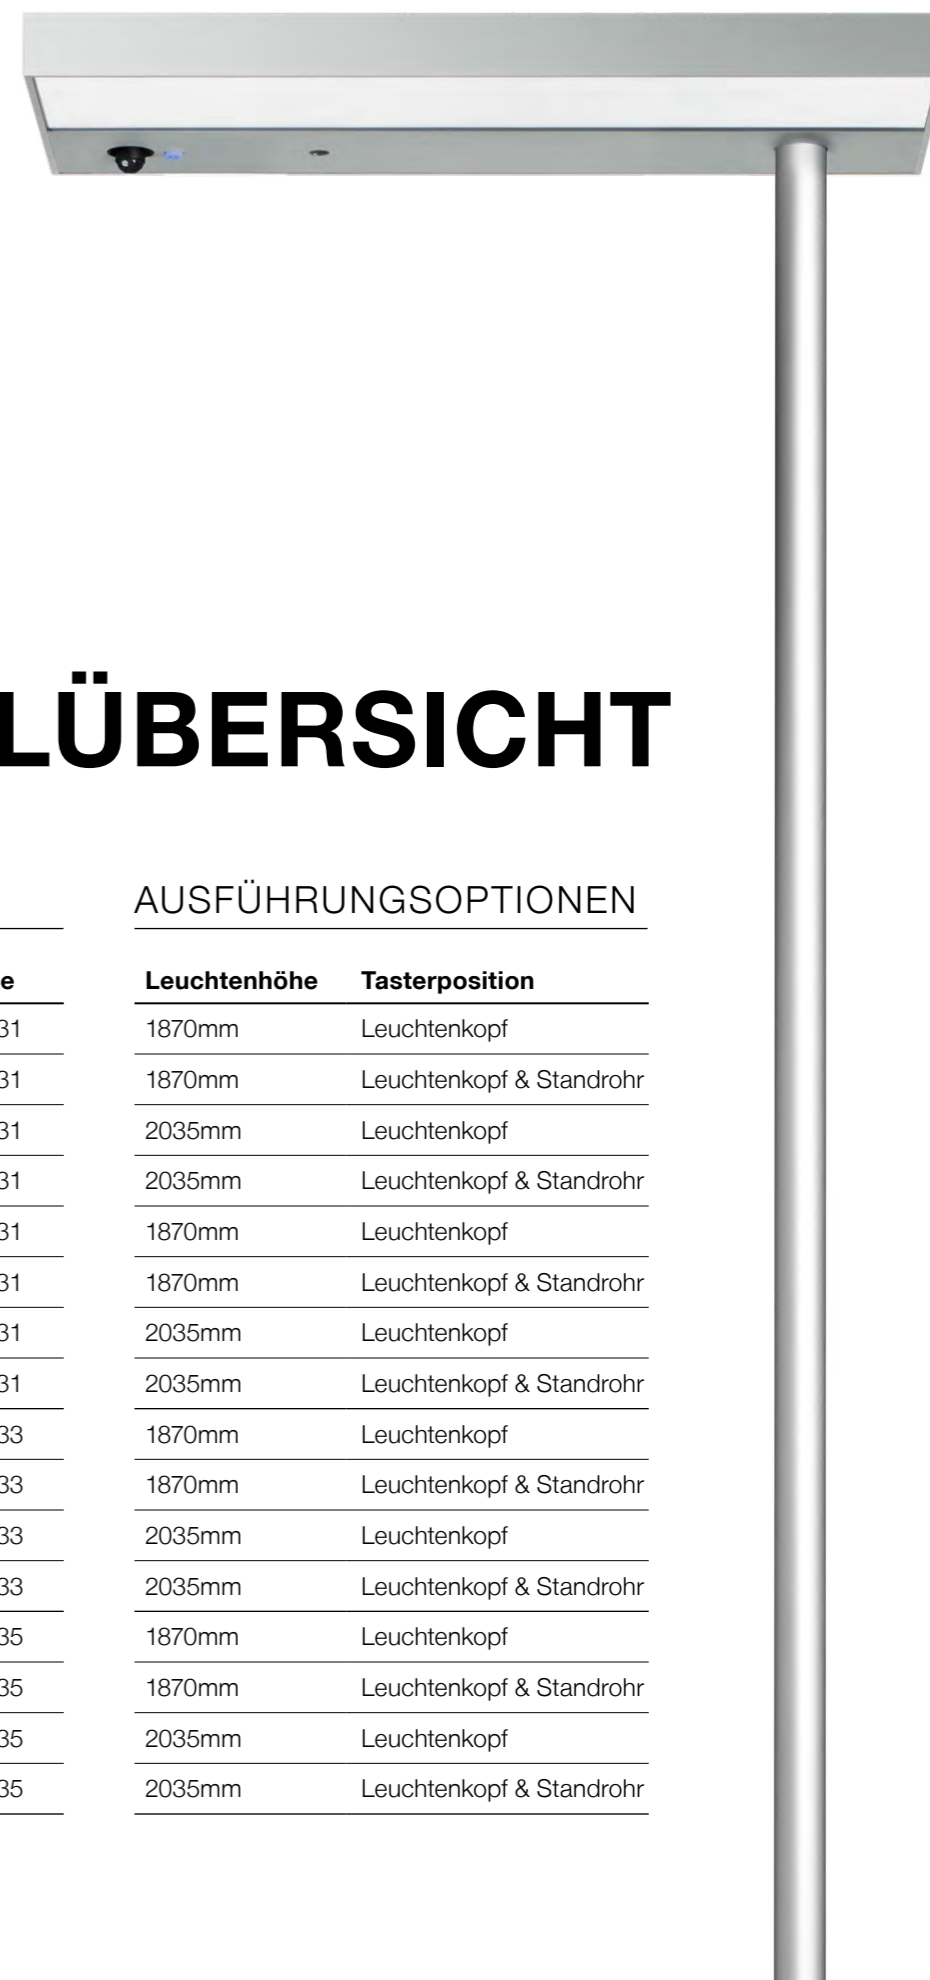 LÜBERSICHT
AUSFÜHRUNGSOPTIONEN
e Leuchtenhöhe Tasterposition
31 1870mm Leuchtenkopf
31 1870mm Leuchtenkopf & Standrohr
31 2035mm Leuchtenkopf
31 2035mm Leuchtenkopf & Standrohr
31 1870mm Leuchtenkopf
31 1870mm Leuchtenkopf & Standrohr
31 2035mm Leuchtenkopf
31 2035mm Leuchtenkopf & Standrohr
33 1870mm Leuchtenkopf
33 1870mm Leuchtenkopf & Standrohr
33 2035mm Leuchtenkopf
33 2035mm Leuchtenkopf & Standrohr
35 1870mm Leuchtenkopf
35 1870mm Leuchtenkopf & Standrohr
35 2035mm Leuchtenkopf
35 2035mm Leuchtenkopf & Standrohr